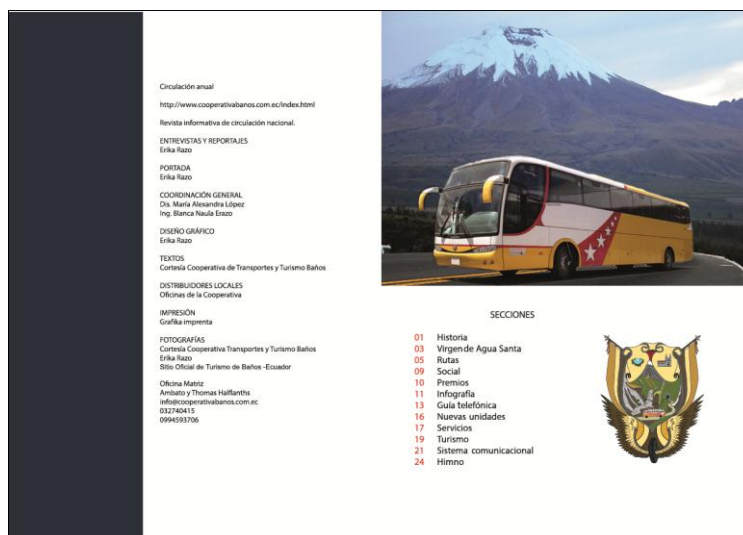 Circulación anual
http://www.cooperativabanos.com.ec/index.html
Revista informativa de circulación nacional.
ENTREVISTAS Y REPORTAJES
Erika Razo
PORTADA
Erika Razo
COORDINACIÓN GENERAL
Dis. María Alexandra López
Ing. Blanca Naula Erazo
DISEÑO GRÁFICO
Erika Razo
TEXTOS
Cortesía Cooperativa de Transportes y Turismo Baños
DISTRIBUIDORES LOCALES
Oficinas de la Cooperativa
IMPRESIÓN
Grafika imprenta
FOTOGRAFÍAS
Cortesía Cooperativa Transportes y Turismo Baños
Erika Razo
Sitio Oficial de Turismo de Baños -Ecuador
Oficina Matriz
Ambato y Thomas Halflanths
info@cooperativabanos.com.ec
032740415
0994593706
SECCIONES
01 Historia
03 Virgen de Agua Santa
05 Rutas
09 Social
10 Premios
11 Infografía
13 Guía telefónica
16 Nuevas unidades
17 Servicios
19 Turismo
21 Sistema comunicacional
24 Himno